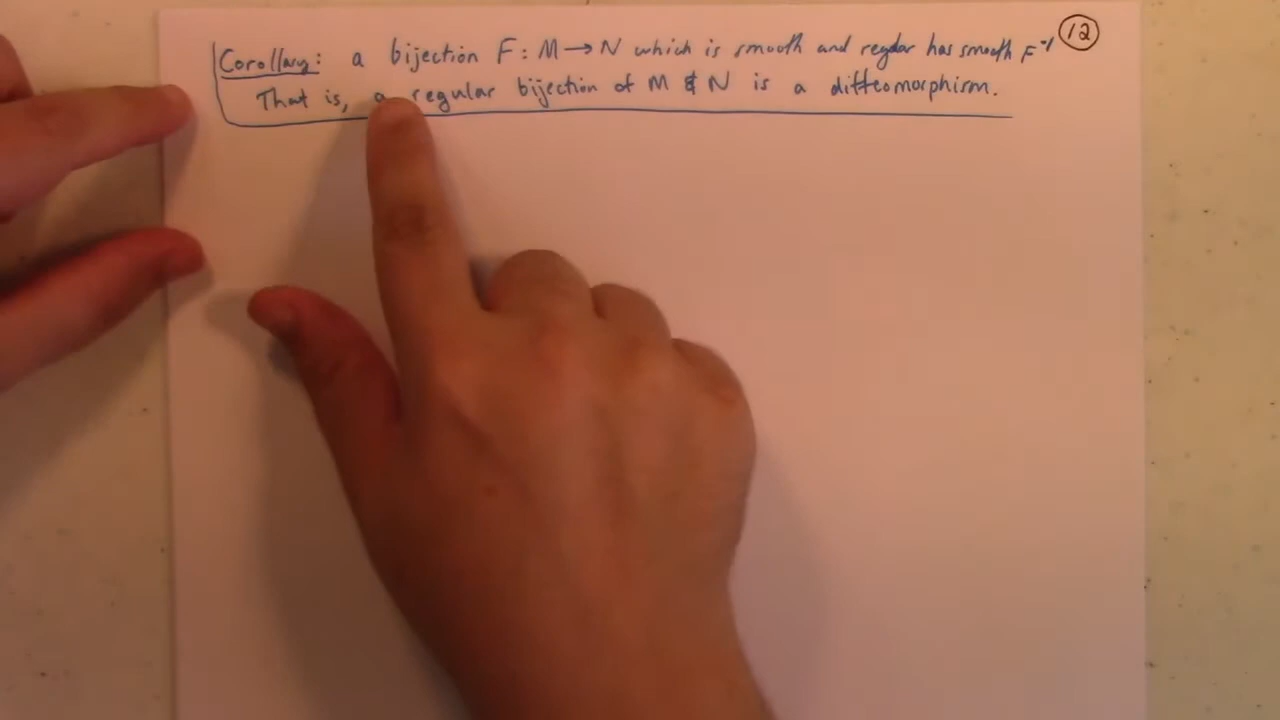 Corollary: a bijection F : M → N which is smooth and regular has smooth F⁻¹
That is, a regular bijection of M & N is a diffeomorphism.
12